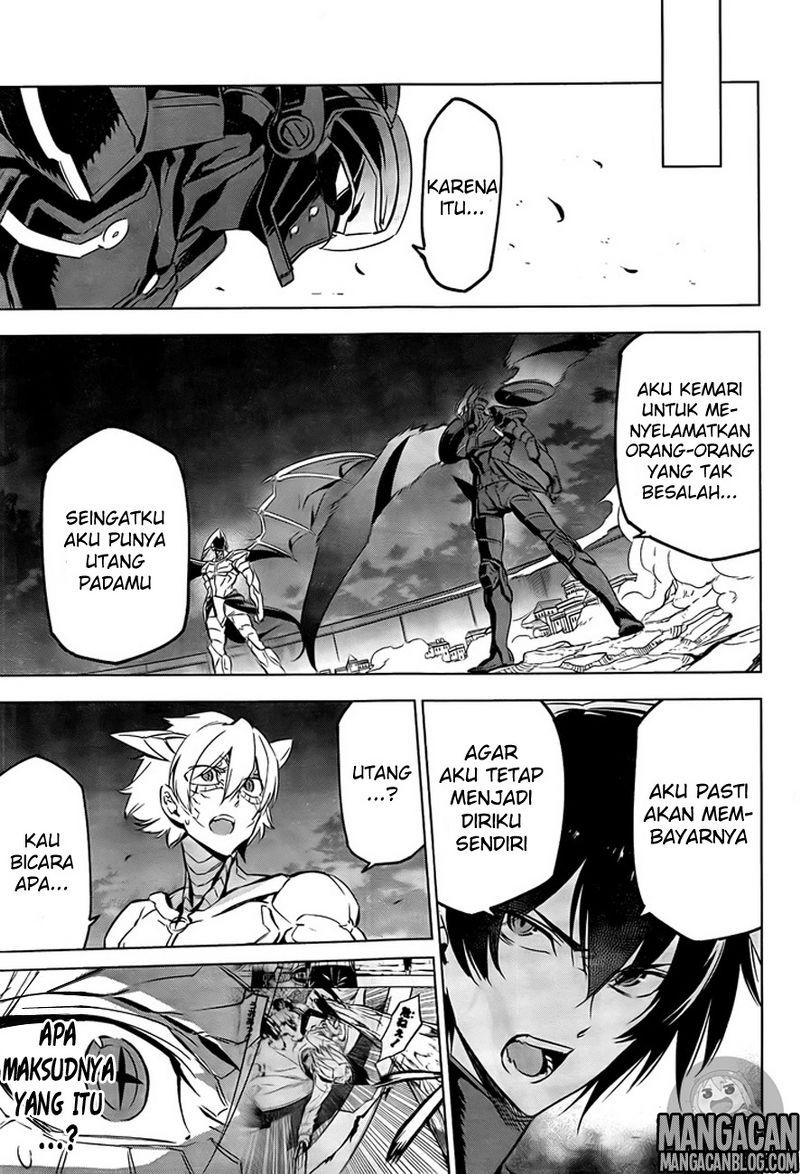 KARENA
ITU...
AKU KEMARI
UNTUK ME-
NYELAMATKAN
ORANG-ORANG
YANG TAK
BESALAH...
SEINGATKU
AKU PUNYA
UTANG
PADAMU
AKU PASTI
AKAN MEM-
BAYARNYA
AGAR
AKU TETAP
MENJADI
DIRIKU
SENDIRI
UTANG
...?
KAU
BICARA
APA...
APA
MAKSUDNYA
YANG ITU
...?
MANGACAN
MANGACANBLOG.COM